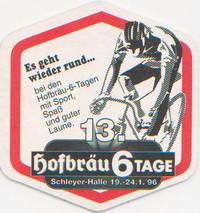 Es geht
wieder rund...
bei den
Hofbräu-6-Tagen
mit Sport,
Spaß
und guter
Laune.
13.
Hofbräu 6 TAGE
Schleyer-Halle 19.-24.1.96